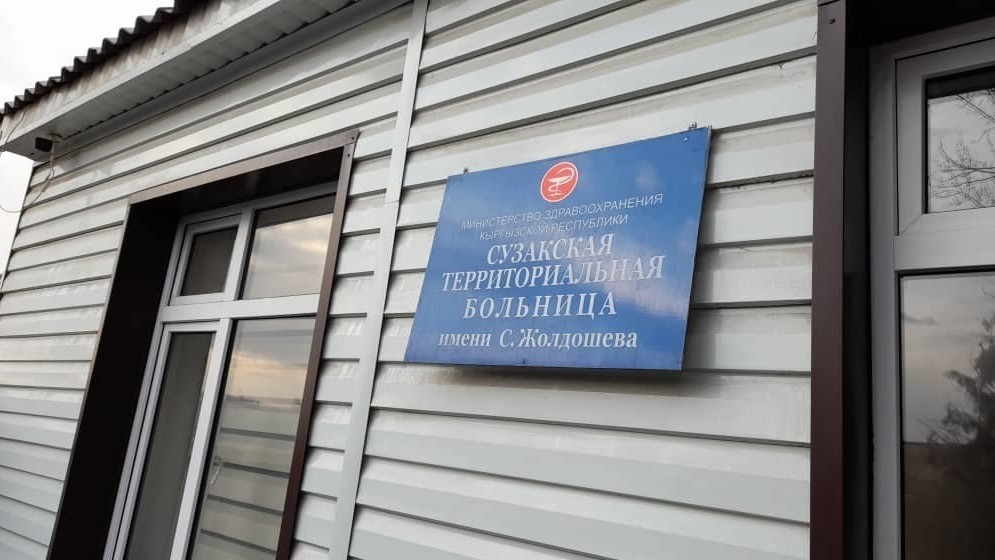 МИНИСТЕРСТВО ЗДРАВООХРАНЕНИЯ
КЫРГЫЗСКОЙ РЕСПУБЛИКИ
СУЗАКСКАЯ
ТЕРРИТОРИАЛЬНАЯ
БОЛЬНИЦА
имени С. Жолдошева